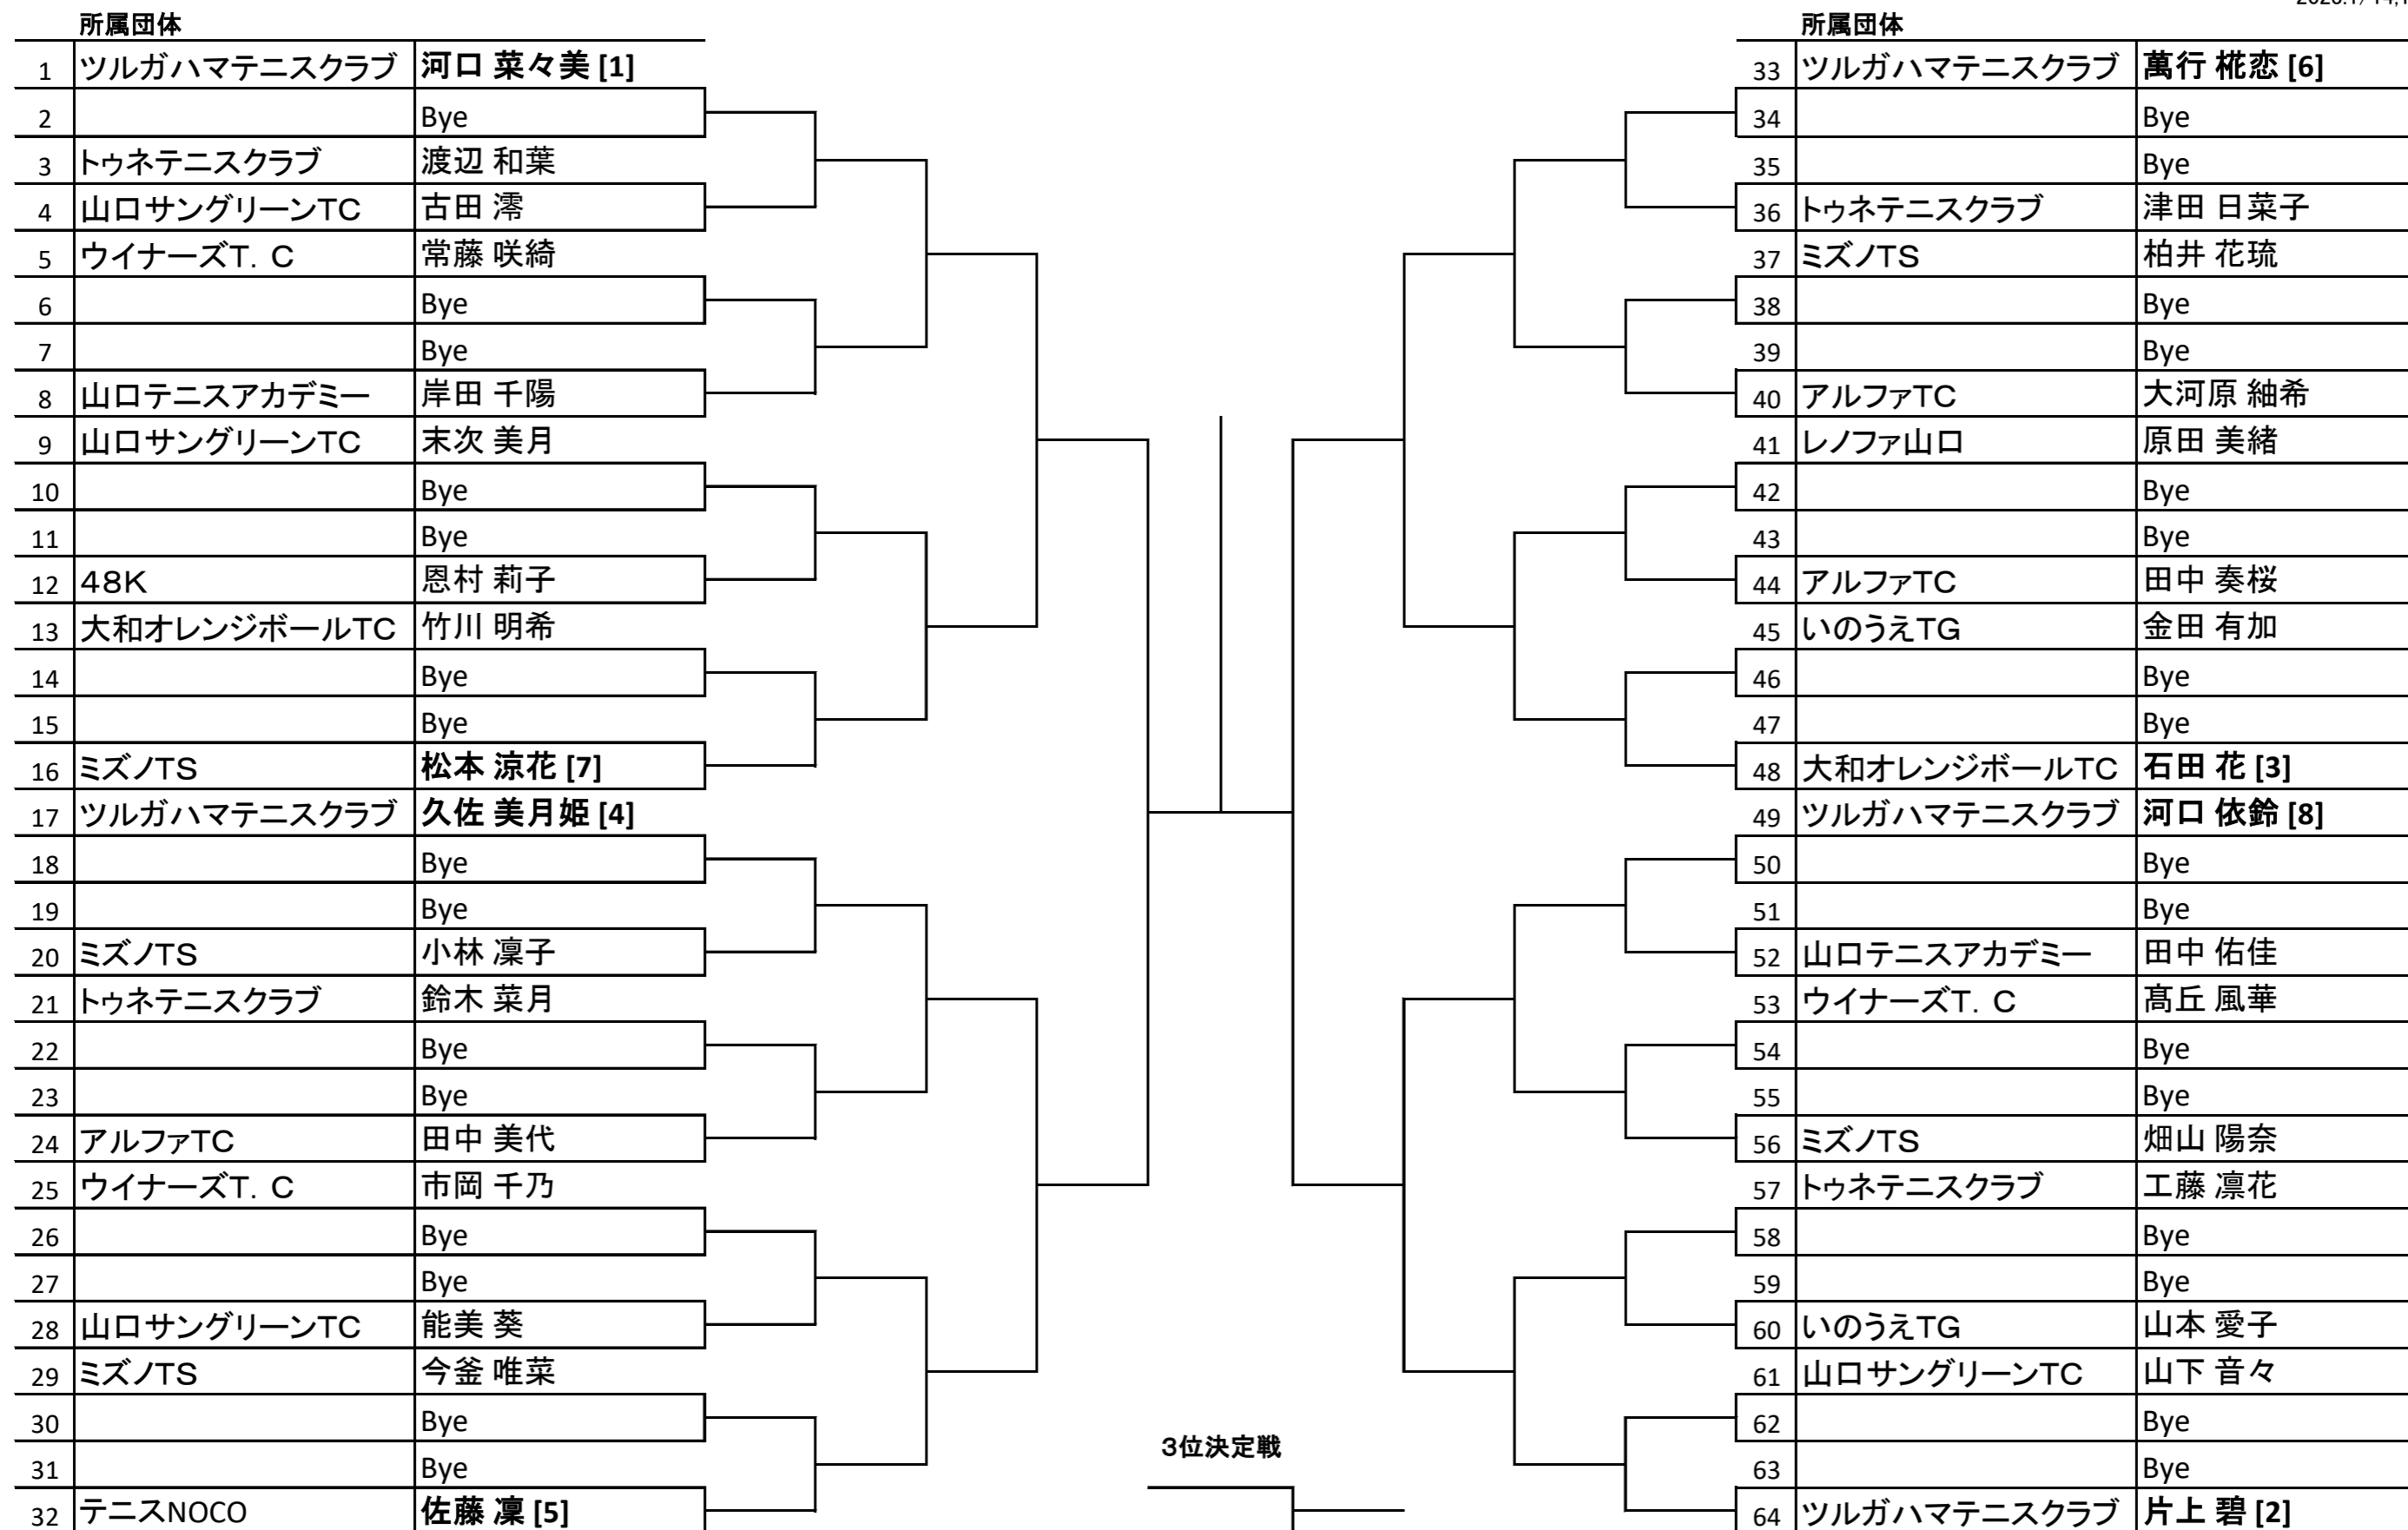 所属団体
1 ツルガハマテニスクラブ 河口 菜々美 [1]
2 Bye
3 トゥネテニスクラブ 渡辺 和葉
4 山口サングリーンTC 古田 澪
5 ウイナーズT．C 常藤 咲綺
6 Bye
7 Bye
8 山口テニスアカデミー 岸田 千陽
9 山口サングリーンTC 末次 美月
10 Bye
11 Bye
12 48K 恩村 莉子
13 大和オレンジボールTC 竹川 明希
14 Bye
15 Bye
16 ミズノTS 松本 涼花 [7]
17 ツルガハマテニスクラブ 久佐 美月姫 [4]
18 Bye
19 Bye
20 ミズノTS 小林 凜子
21 トゥネテニスクラブ 鈴木 菜月
22 Bye
23 Bye
24 アルファTC 田中 美代
25 ウイナーズT．C 市岡 千乃
26 Bye
27 Bye
28 山口サングリーンTC 能美 葵
29 ミズノTS 今釜 唯菜
30 Bye
31 Bye
32 テニスNOCO 佐藤 凜 [5]
3位決定戦
所属団体
33 ツルガハマテニスクラブ 萬行 椛恋 [6]
34 Bye
35 Bye
36 トゥネテニスクラブ 津田 日菜子
37 ミズノTS 柏井 花琉
38 Bye
39 Bye
40 アルファTC 大河原 紬希
41 レノファ山口 原田 美緒
42 Bye
43 Bye
44 アルファTC 田中 奏桜
45 いのうえTG 金田 有加
46 Bye
47 Bye
48 大和オレンジボールTC 石田 花 [3]
49 ツルガハマテニスクラブ 河口 依鈴 [8]
50 Bye
51 Bye
52 山口テニスアカデミー 田中 佑佳
53 ウイナーズT．C 髙丘 風華
54 Bye
55 Bye
56 ミズノTS 畑山 陽奈
57 トゥネテニスクラブ 工藤 凛花
58 Bye
59 Bye
60 いのうえTG 山本 愛子
61 山口サングリーンTC 山下 音々
62 Bye
63 Bye
64 ツルガハマテニスクラブ 片上 碧 [2]